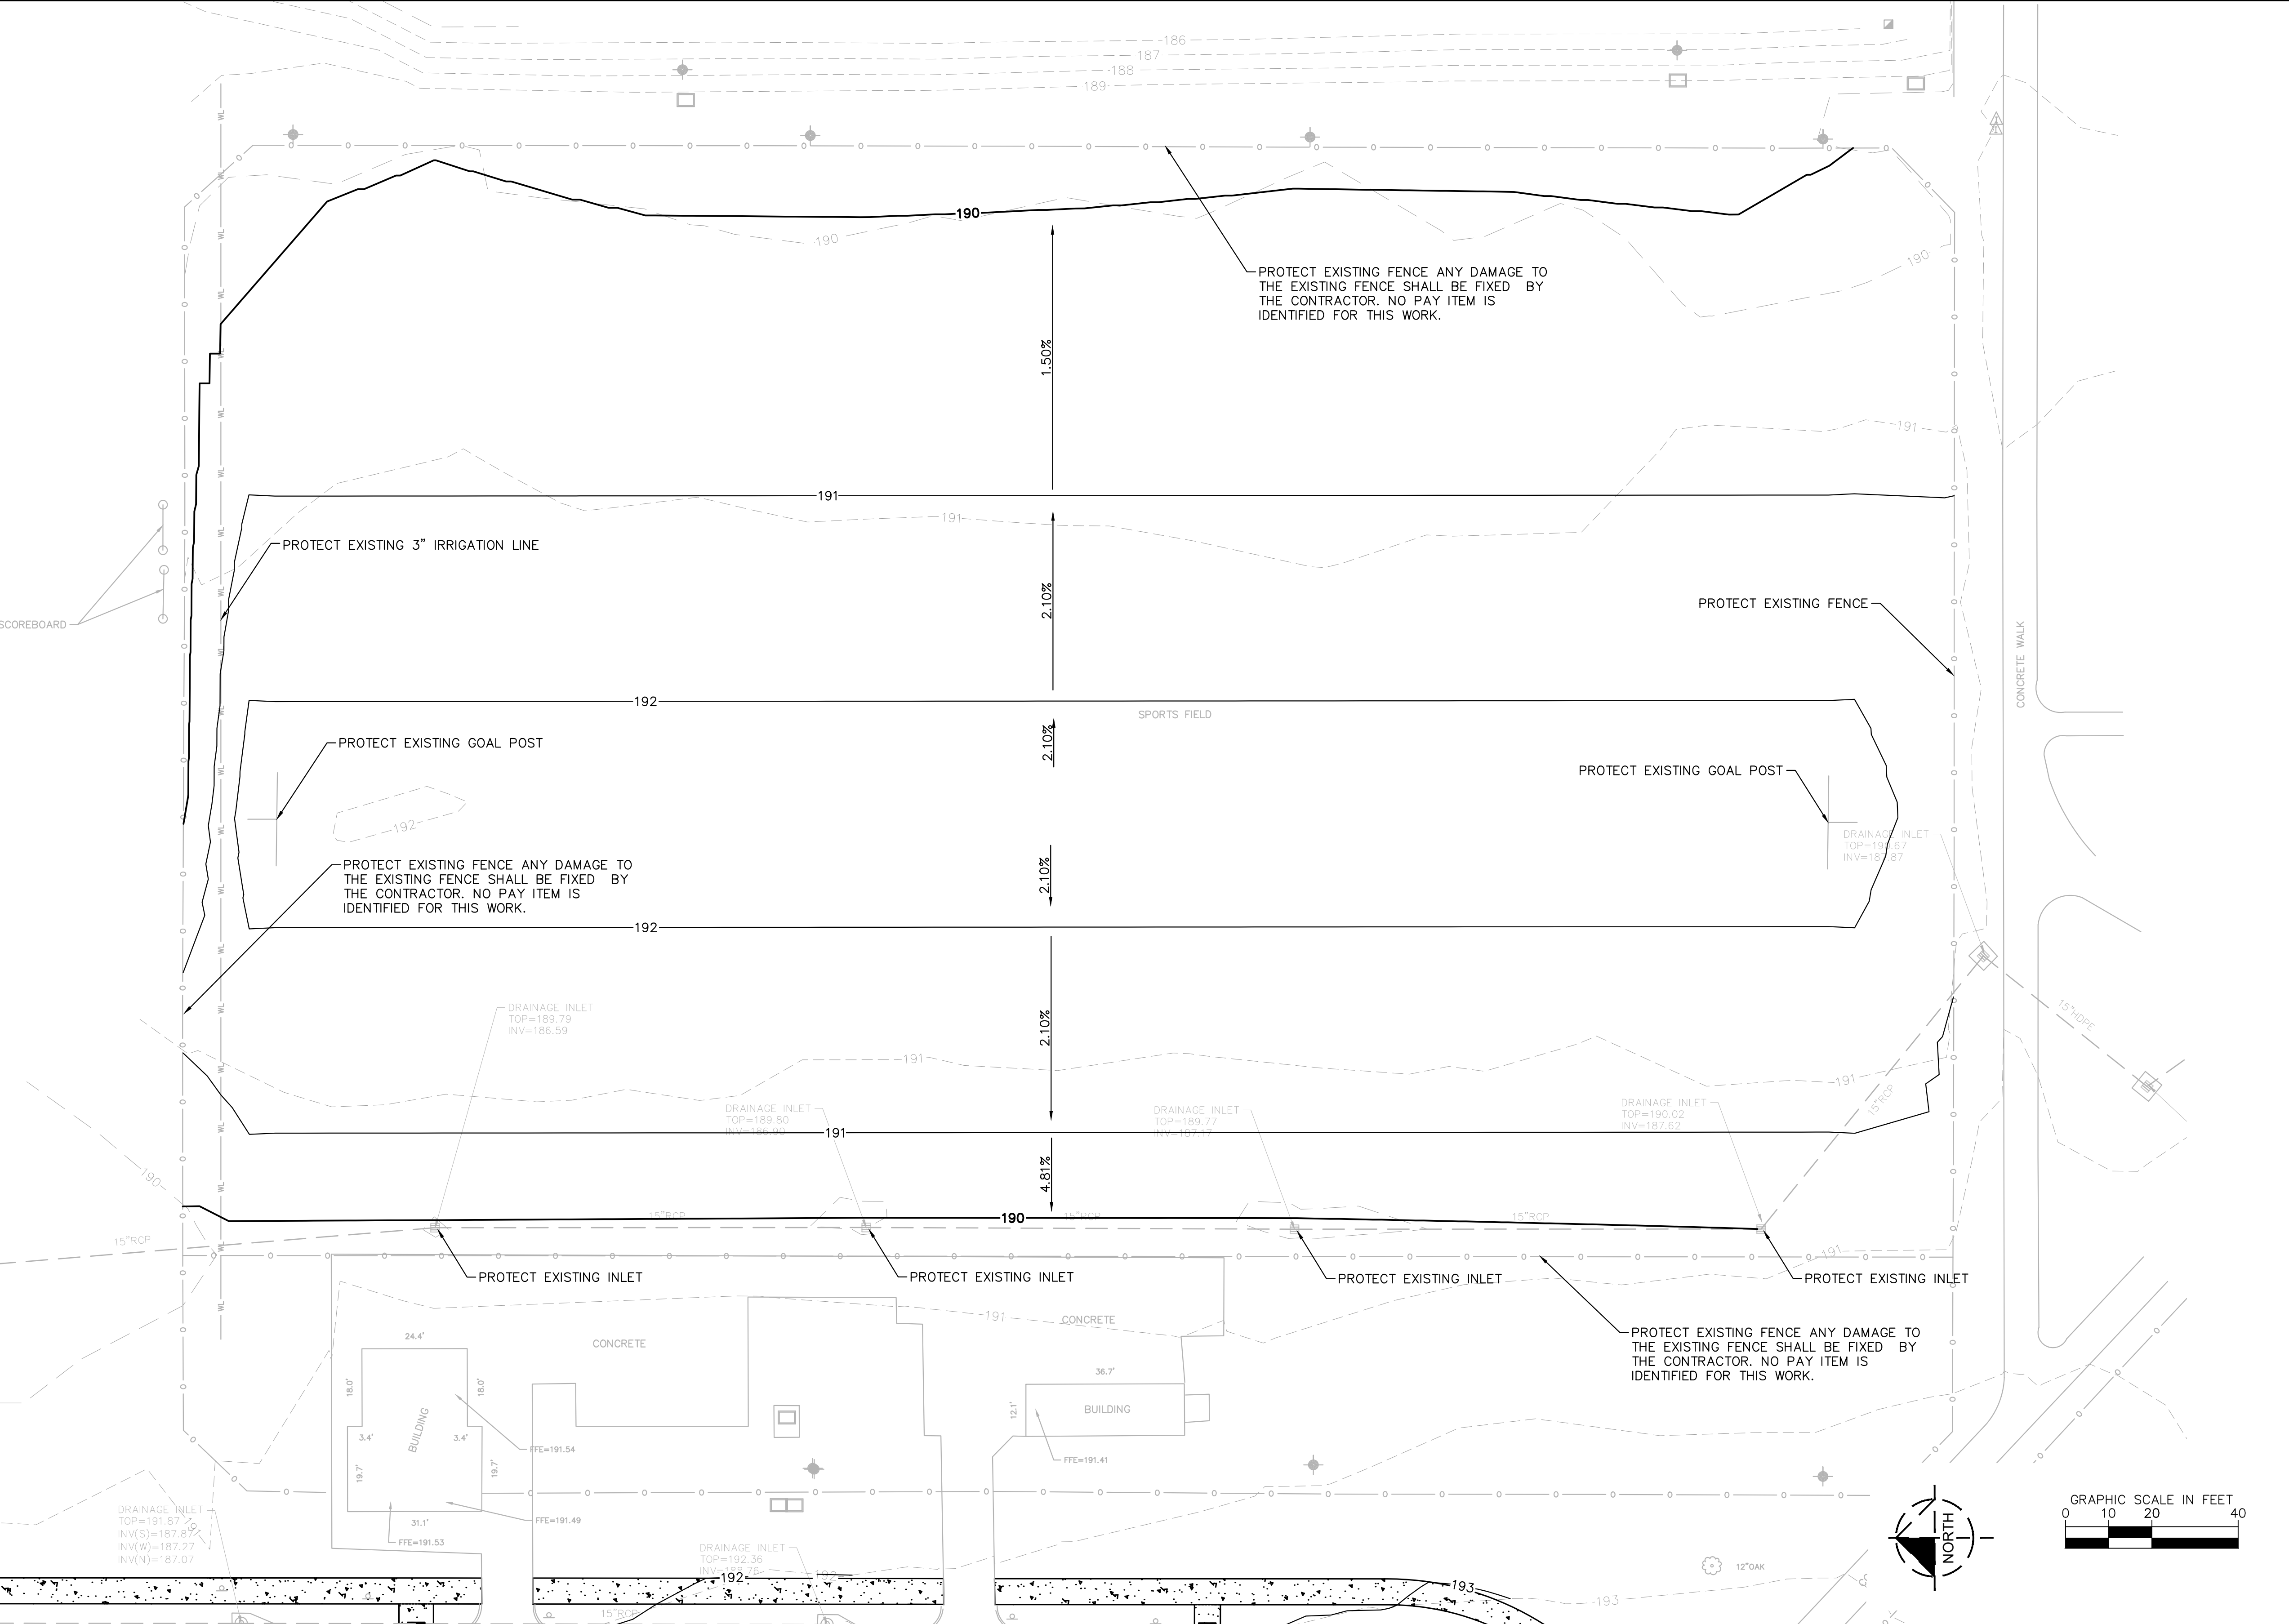 186
187
188
189
190
190
190
PROTECT EXISTING FENCE ANY DAMAGE TO
THE EXISTING FENCE SHALL BE FIXED BY
THE CONTRACTOR. NO PAY ITEM IS
IDENTIFIED FOR THIS WORK.
1.50%
191
191
191
PROTECT EXISTING 3" IRRIGATION LINE
SCOREBOARD
2.10%
PROTECT EXISTING FENCE
CONCRETE WALK
192
SPORTS FIELD
2.10%
PROTECT EXISTING GOAL POST
PROTECT EXISTING GOAL POST
192
DRAINAGE INLET
INV=187.87
PROTECT EXISTING FENCE ANY DAMAGE TO
THE EXISTING FENCE SHALL BE FIXED BY
THE CONTRACTOR. NO PAY ITEM IS
IDENTIFIED FOR THIS WORK.
2.10%
192
DRAINAGE INLET
TOP=189.79
INV=186.59
2.10%
15"HDPE
191
191
15"RCP
DRAINAGE INLET
TOP=189.80
INV=186.90
DRAINAGE INLET
TOP=189.77
INV=187.17
DRAINAGE INLET
TOP=190.02
INV=187.62
191
4.81%
190
190
15"RCP
15"RCP
15"RCP
15"RCP
191
PROTECT EXISTING INLET
PROTECT EXISTING INLET
PROTECT EXISTING INLET
PROTECT EXISTING INLET
191
CONCRETE
CONCRETE
24.4'
18.0'
18.0'
BUILDING
3.4'
3.4'
19.7'
19.7'
31.1'
FFE=191.54
FFE=191.49
FFE=191.53
36.7'
12.1'
BUILDING
FFE=191.41
PROTECT EXISTING FENCE ANY DAMAGE TO
THE EXISTING FENCE SHALL BE FIXED BY
THE CONTRACTOR. NO PAY ITEM IS
IDENTIFIED FOR THIS WORK.
DRAINAGE INLET
TOP=191.87
INV(S)=187.87
INV(W)=187.27
INV(N)=187.07
DRAINAGE INLET
TOP=192.36
192
193
193
15"RCP
12"OAK
NORTH
GRAPHIC SCALE IN FEET
0 10 20 40